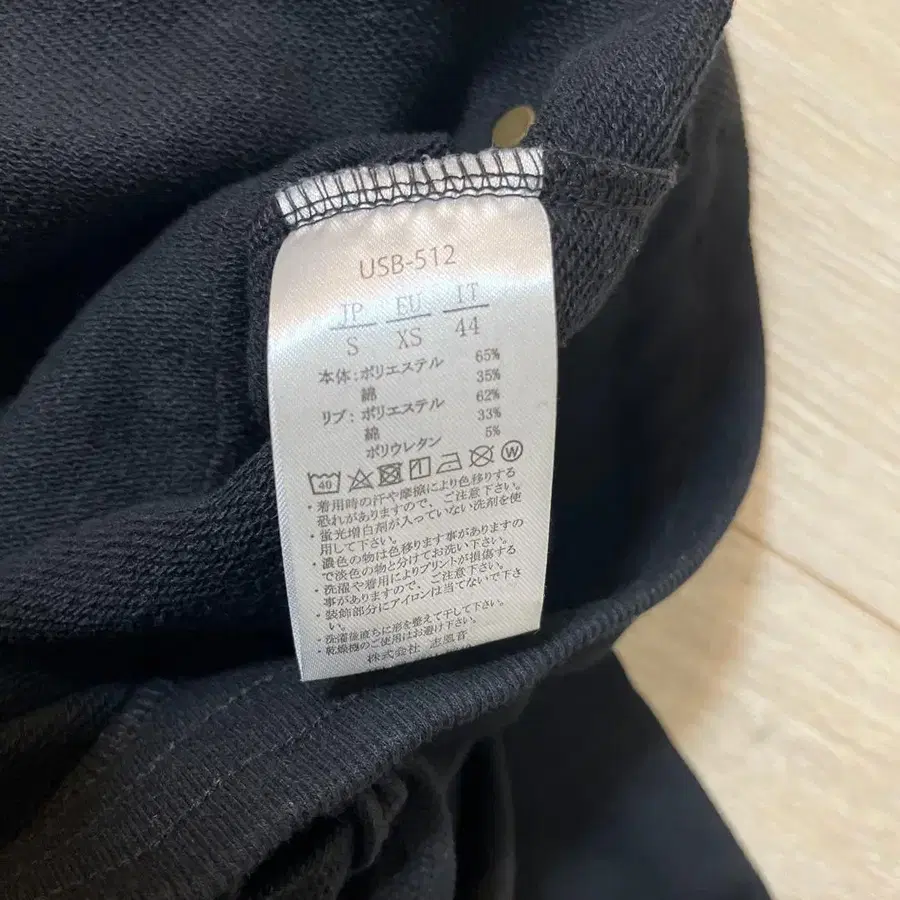 USB-512
JP EU IT
S XS 44
本体:ポリエステル 65%
綿 35%
リブ:ポリエステル 62%
綿 33%
ポリウレタン 5%
40 W
・着用時の汗や摩擦により色移りする
恐れがありますので、ご注意下さい。
・蛍光増白剤が入っていない洗剤を使
用して下さい。
・濃色の物は色移ります事がありますの
で淡色の物と分けてお洗い下さい。
・洗濯や着用によりプリントが損傷する
事がありますので、ご注意下さい。
・装飾部分にアイロンは当てないで下さ
い。
・洗濯後直ちに形を整えて干して下さい。
・乾燥機のご使用はお避け下さい。
株式会社 志風音